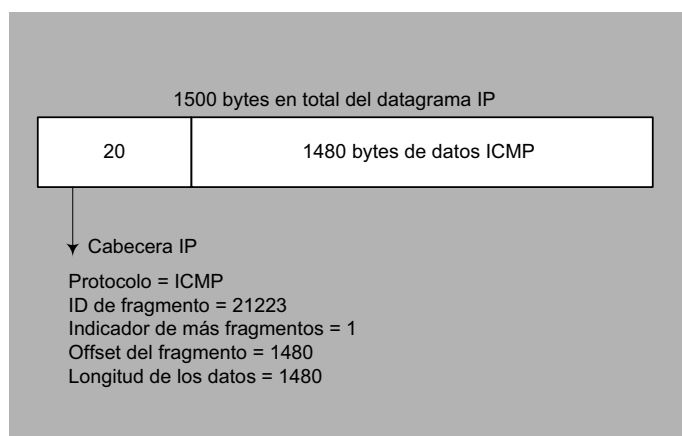 1500 bytes en total del datagrama IP
20
1480 bytes de datos ICMP
Cabecera IP
Protocolo = ICMP
ID de fragmento = 21223
Indicador de más fragmentos = 1
Offset del fragmento = 1480
Longitud de los datos = 1480